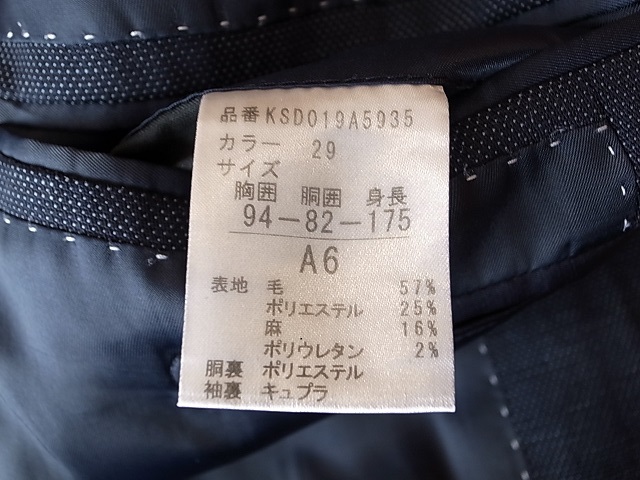 品番 KSD019A5935
カラー 29
サイズ
胸囲 胴囲 身長
94-82-175
A6
表地 毛 57%
ポリエステル 25%
麻 16%
ポリウレタン 2%
胴裏 ポリエステル
袖裏 キュプラ